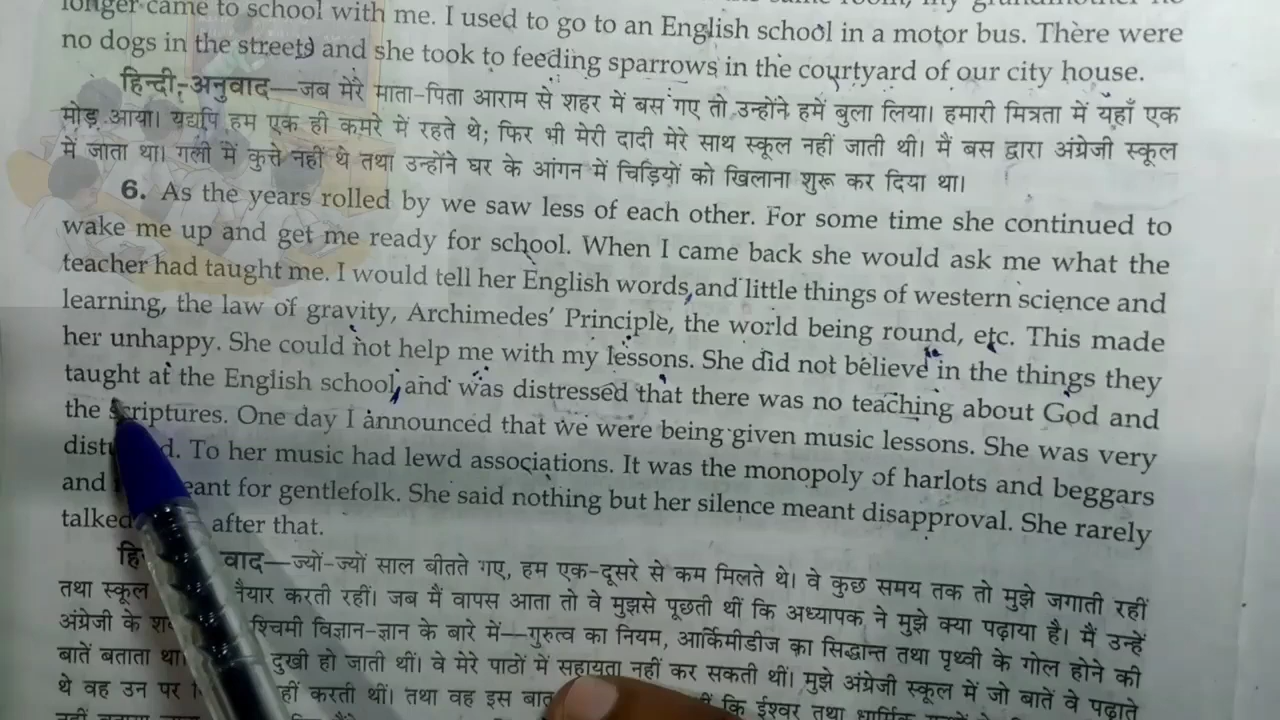 longer came to school with me. I used to go to an English school in a motor bus. There were
no dogs in the streets and she took to feeding sparrows in the courtyard of our city house.
हिन्दी-अनुवाद—जब मेरे माता-पिता आराम से शहर में बस गए तो उन्होंने हमें बुला लिया। हमारी मित्रता में यहाँ एक
मोड़ आया। यद्यपि हम एक ही कमरे में रहते थे; फिर भी मेरी दादी मेरे साथ स्कूल नहीं जाती थी। मैं बस द्वारा अंग्रेजी स्कूल
में जाता था। गली में कुत्ते नहीं थे तथा उन्होंने घर के आंगन में चिड़ियों को खिलाना शुरू कर दिया था।
6. As the years rolled by we saw less of each other. For some time she continued to
wake me up and get me ready for school. When I came back she would ask me what the
teacher had taught me. I would tell her English words and little things of western science and
learning, the law of gravity, Archimedes' Principle, the world being round, etc. This made
her unhappy. She could not help me with my lessons. She did not believe in the things they
taught at the English school and was distressed that there was no teaching about God and
the scriptures. One day I announced that we were being given music lessons. She was very
To her music had lewd associations. It was the monopoly of harlots and beggars
and for gentlefolk. She said nothing but her silence meant disapproval. She rarely
talked after that.
ज्यों-ज्यों साल बीतते गए, हम एक-दूसरे से कम मिलते थे। वे कुछ समय तक तो मुझे जगाती रहीं
तथा स्कूल तैयार करती रहीं। जब मैं वापस आता तो वे मुझसे पूछती थीं कि अध्यापक ने मुझे क्या पढ़ाया है। मैं उन्हें
अंग्रेजी के विज्ञान-ज्ञान के बारे में—गुरुत्व का नियम, आर्किमीडीज का सिद्धान्त तथा पृथ्वी के गोल होने की
बातें बताता था। दुखी हो जाती थीं। वे मेरे पाठों में सहायता नहीं कर सकती थीं। मुझे अंग्रेजी स्कूल में जो बातें वे पढ़ाते
थे वह उन पर करती थीं। तथा वह इस कि ईश्वर तथा